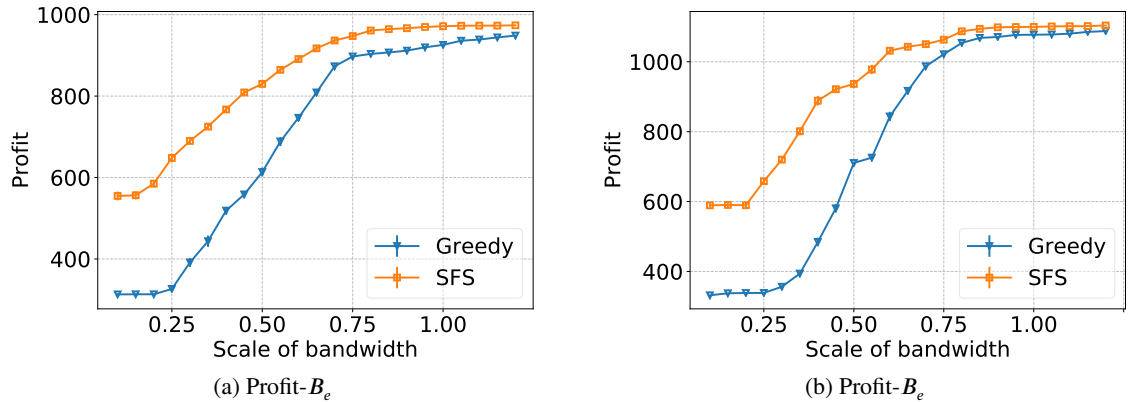 1000
800
600
400
Profit
Greedy
SFS
0.25 0.50 0.75 1.00
Scale of bandwidth
(a) Profit-B_e
1000
800
600
400
Profit
Greedy
SFS
0.25 0.50 0.75 1.00
Scale of bandwidth
(b) Profit-B_e